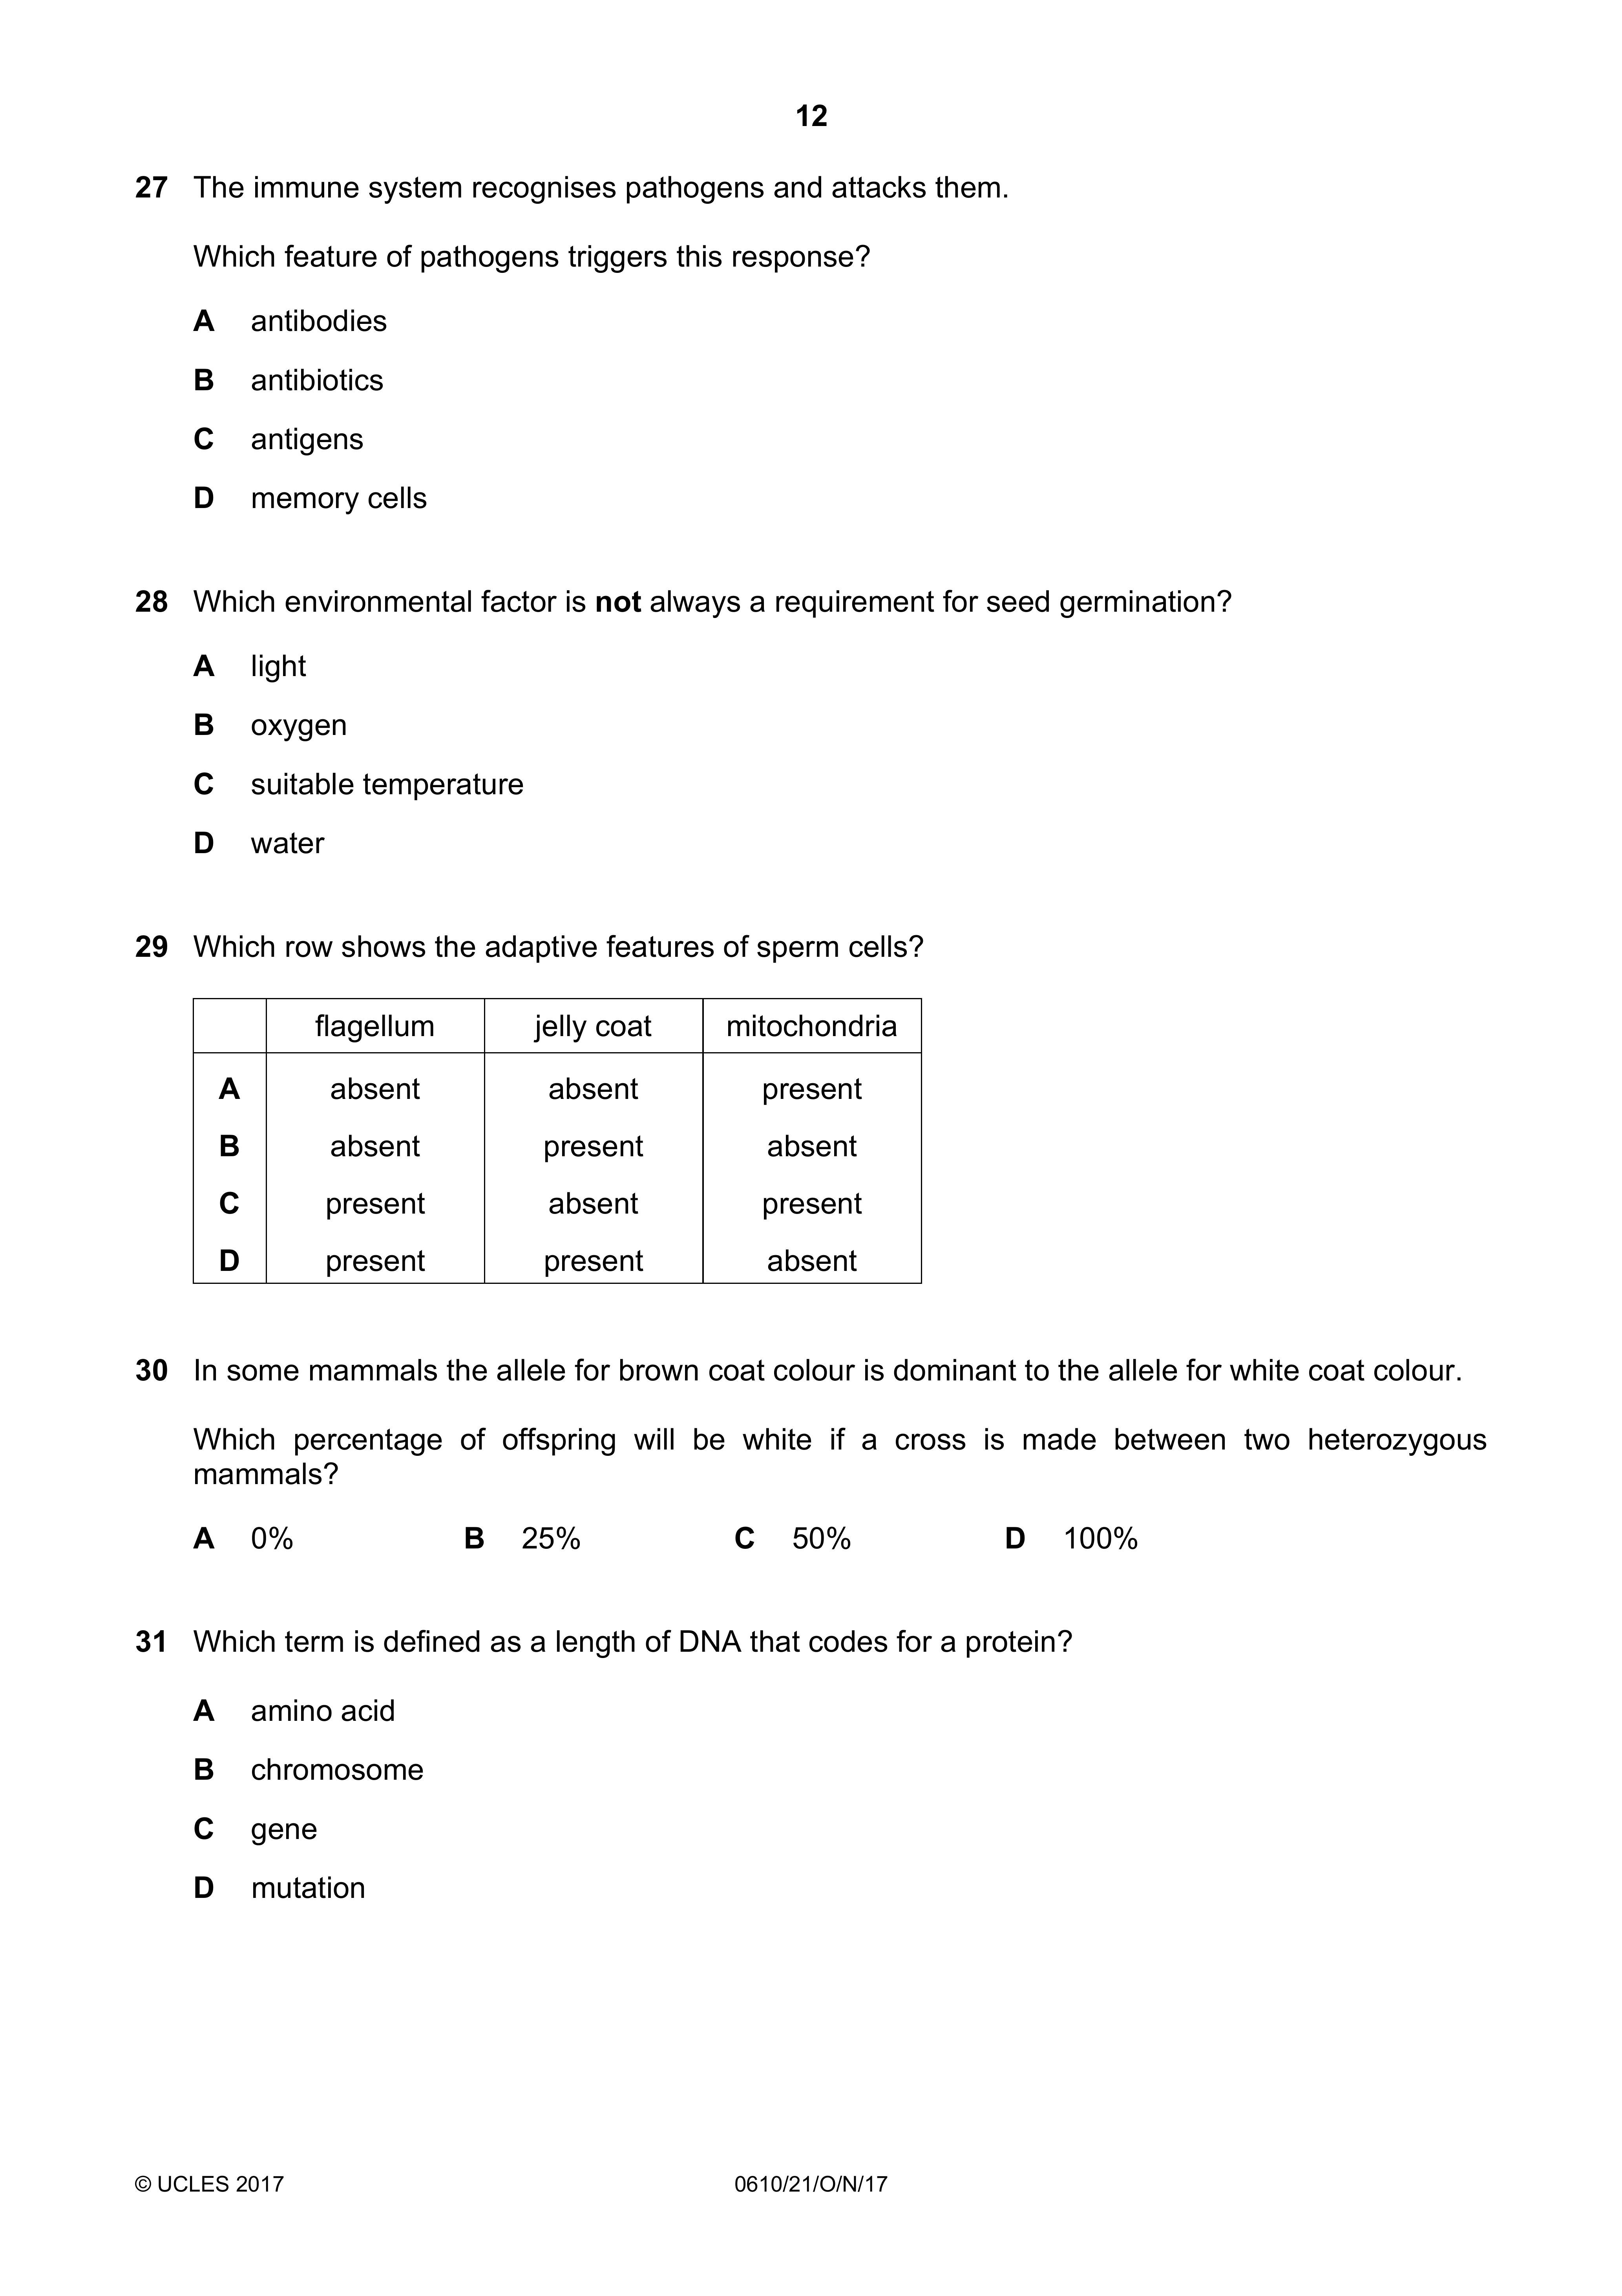 12
27 The immune system recognises pathogens and attacks them.
Which feature of pathogens triggers this response?
A antibodies
B antibiotics
C antigens
D memory cells
28 Which environmental factor is not always a requirement for seed germination?
A light
B oxygen
C suitable temperature
D water
29 Which row shows the adaptive features of sperm cells?
flagellum jelly coat mitochondria
A absent absent present
B absent present absent
C present absent present
D present present absent
30 In some mammals the allele for brown coat colour is dominant to the allele for white coat colour.
Which percentage of offspring will be white if a cross is made between two heterozygous
mammals?
A 0% B 25% C 50% D 100%
31 Which term is defined as a length of DNA that codes for a protein?
A amino acid
B chromosome
C gene
D mutation
© UCLES 2017 0610/21/O/N/17